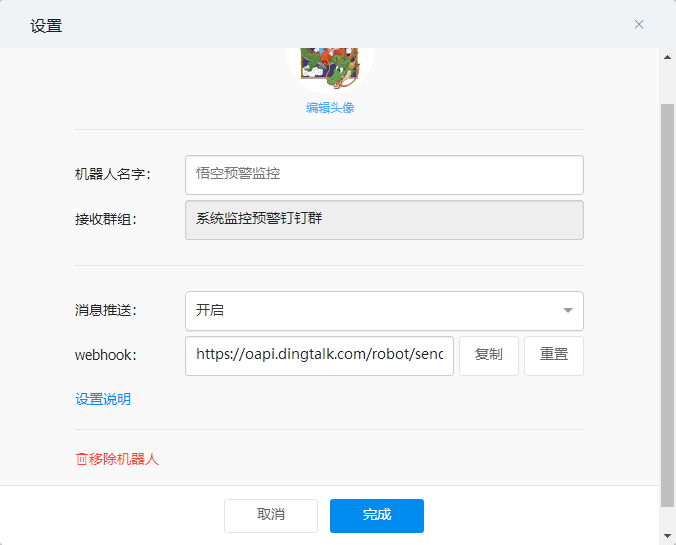 设置
编辑头像
机器人名字：
悟空预警监控
接收群组：
系统监控预警钉钉群
消息推送：
开启
webhook：
https://oapi.dingtalk.com/robot/send
复制
重置
设置说明
移除机器人
取消
完成